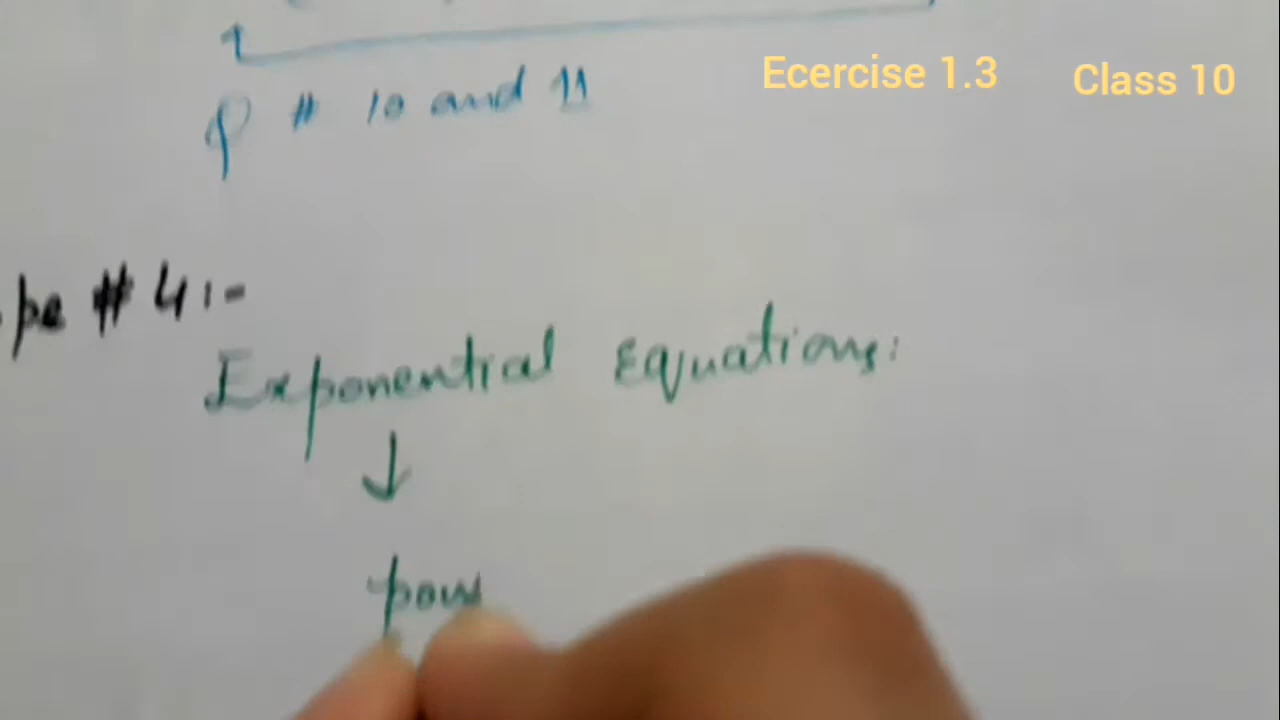 Ecercise 1.3 Class 10
φ # 10 and 11
pe # 4:-
Exponential Equations:
↓
pow